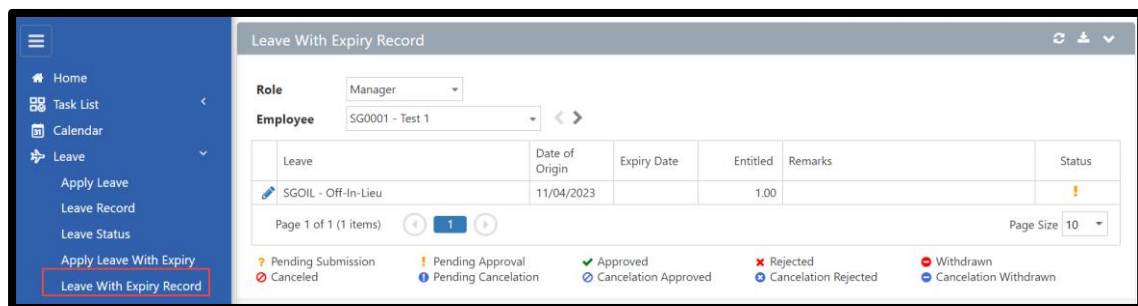 Leave With Expiry Record
Home
Task List
31
Calendar
Leave
Apply Leave
Leave Record
Leave Status
Apply Leave With Expiry
Leave With Expiry Record
Role Manager
Employee SG0001 - Test 1
Leave Date of Origin Expiry Date Entitled Remarks Status
SGOIL - Off-In-Lieu 11/04/2023 1.00 !
Page 1 of 1 (1 items) 1 Page Size 10
? Pending Submission ! Pending Approval Approved Rejected Withdrawn
Canceled Pending Cancelation Cancelation Approved Cancelation Rejected Cancelation Withdrawn